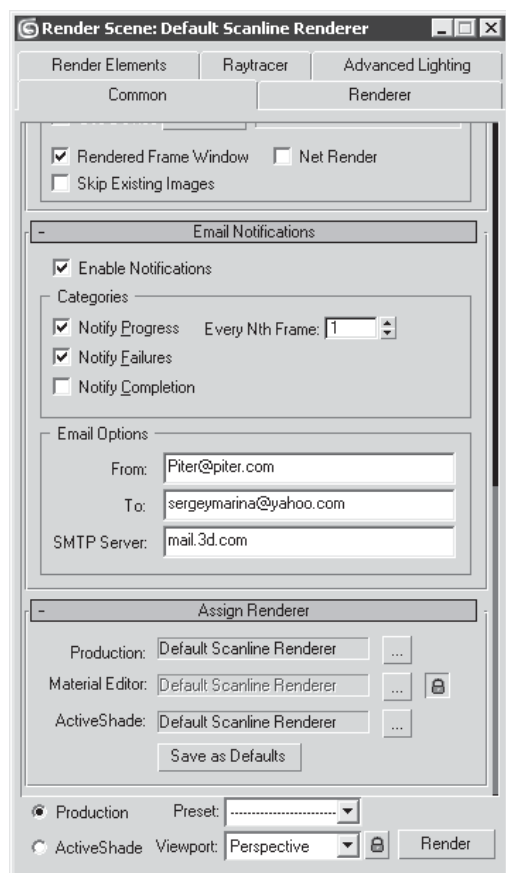 Render Scene: Default Scanline Renderer
Render Elements Raytracer Advanced Lighting
Common Renderer
Rendered Frame Window Net Render
Skip Existing Images
- Email Notifications
Enable Notifications
Categories
Notify Progress Every Nth Frame: 1
Notify Failures
Notify Completion
Email Options
From: Piter@piter.com
To: sergeymarina@yahoo.com
SMTP Server: mail.3d.com
- Assign Renderer
Production: Default Scanline Renderer ...
Material Editor: Default Scanline Renderer ...
ActiveShade: Default Scanline Renderer ...
Save as Defaults
Production Preset: -----------------------
ActiveShade Viewport: Perspective Render